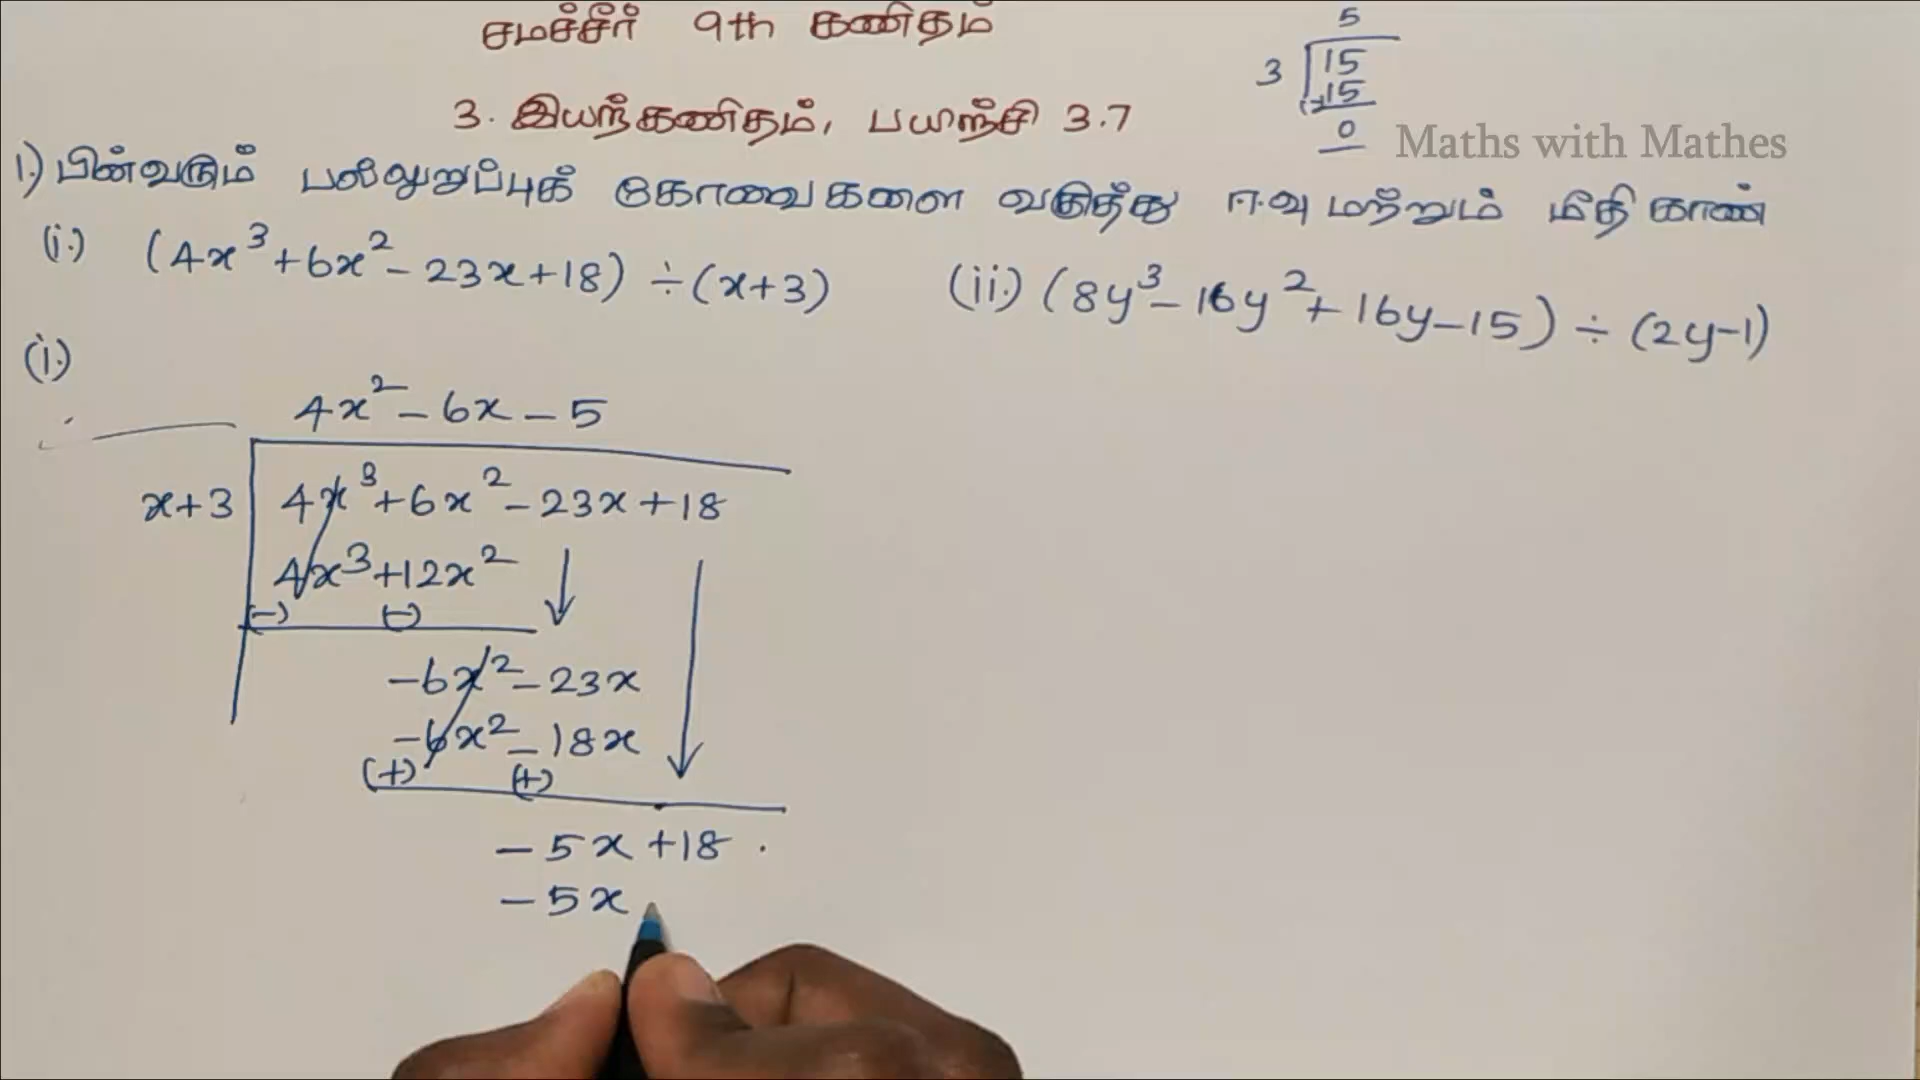 சமச்சீர் 9th கணிதம்
3. இயற்கணிதம், பயிற்சி 3.7
5
3 15
(-)15
0
Maths with Mathes
1.) பின்வரும் பல்லுறுப்புக் கோவைகளை வகுத்து ஈவு மற்றும் மீதி காண்
(i.) (4x³+6x²-23x+18) ÷ (x+3) (ii.) (8y³-16y²+16y-15) ÷ (2y-1)
(i.)
4x²-6x-5
x+3 4x³+6x²-23x+18
4x³+12x²
(-) (-)
-6x²-23x
-6x²-18x
(+) (+)
-5x+18
-5x